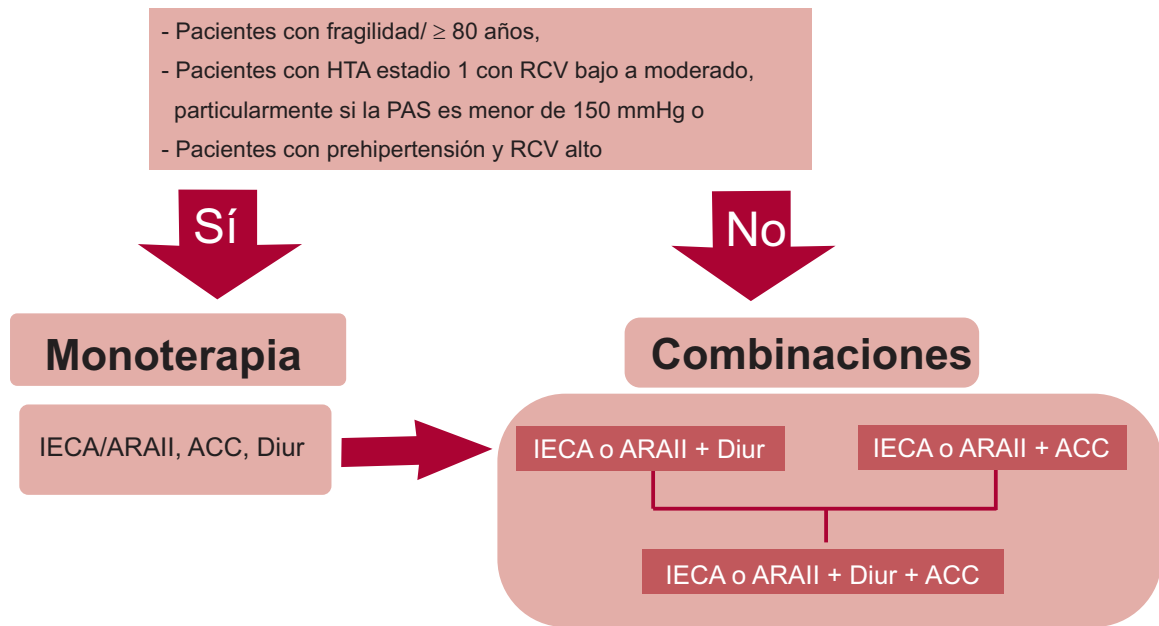 - Pacientes con fragilidad/ ≥ 80 años,
- Pacientes con HTA estadio 1 con RCV bajo a moderado,
particularmente si la PAS es menor de 150 mmHg o
- Pacientes con prehipertensión y RCV alto
Sí
No
Monoterapia
Combinaciones
IECA/ARAII, ACC, Diur
IECA o ARAII + Diur
IECA o ARAII + ACC
IECA o ARAII + Diur + ACC